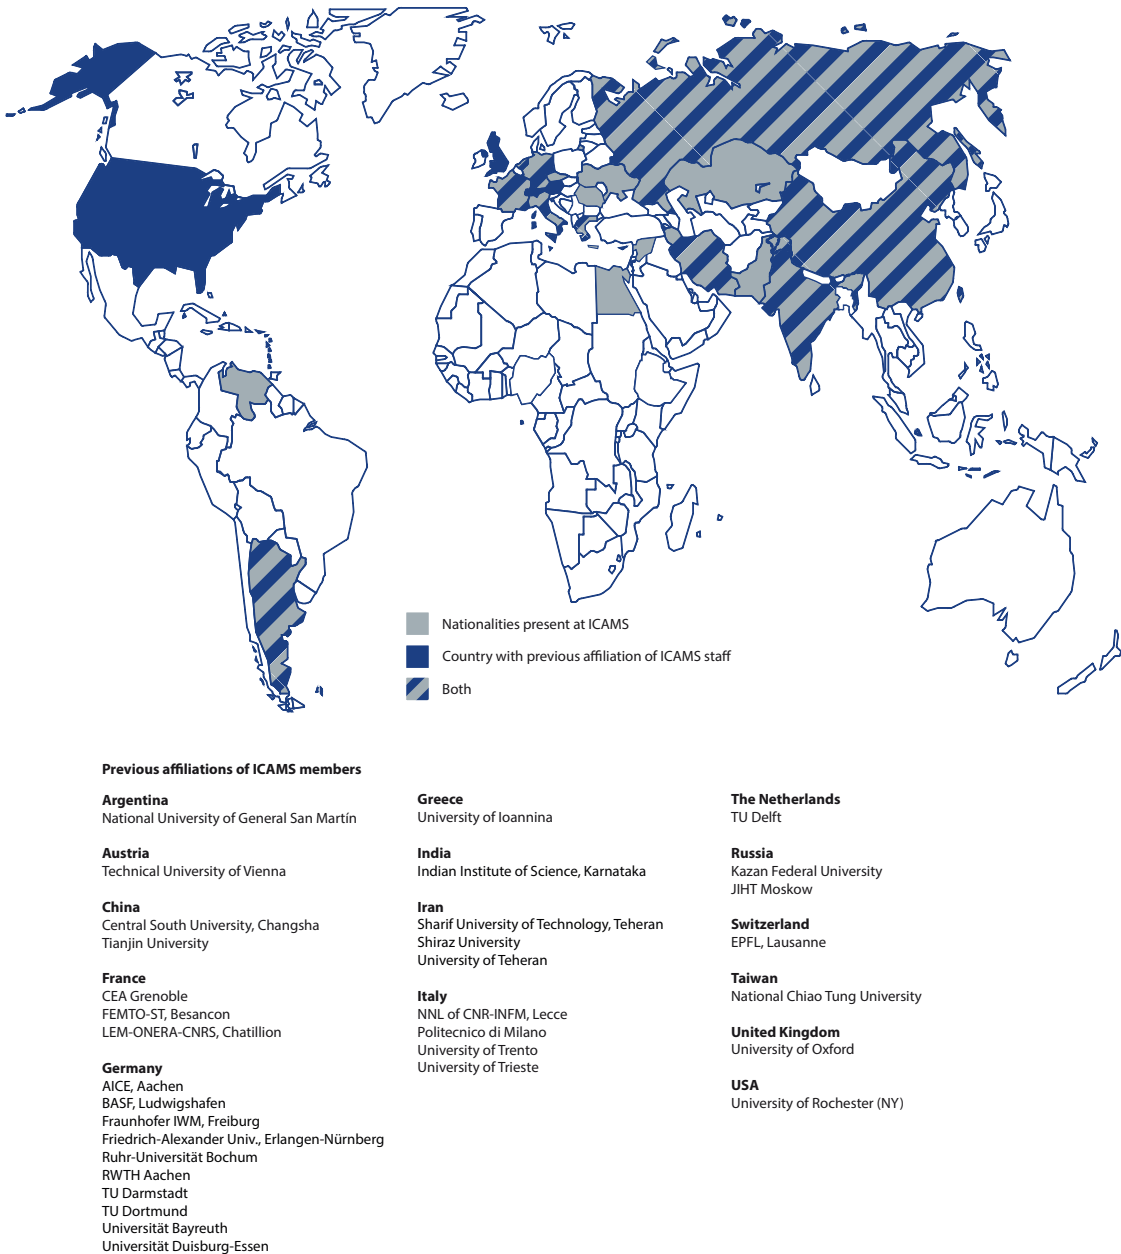 Nationalities present at ICAMS
Country with previous affiliation of ICAMS staff
Both
Previous affiliations of ICAMS members
Argentina
National University of General San Martín
Austria
Technical University of Vienna
China
Central South University, Changsha
Tianjin University
France
CEA Grenoble
FEMTO-ST, Besancon
LEM-ONERA-CNRS, Chatillion
Germany
AICE, Aachen
BASF, Ludwigshafen
Fraunhofer IWM, Freiburg
Friedrich-Alexander Univ., Erlangen-Nürnberg
Ruhr-Universität Bochum
RWTH Aachen
TU Darmstadt
TU Dortmund
Universität Bayreuth
Universität Duisburg-Essen
Greece
University of Ioannina
India
Indian Institute of Science, Karnataka
Iran
Sharif University of Technology, Teheran
Shiraz University
University of Teheran
Italy
NNL of CNR-INFM, Lecce
Politecnico di Milano
University of Trento
University of Trieste
The Netherlands
TU Delft
Russia
Kazan Federal University
JIHT Moskow
Switzerland
EPFL, Lausanne
Taiwan
National Chiao Tung University
United Kingdom
University of Oxford
USA
University of Rochester (NY)